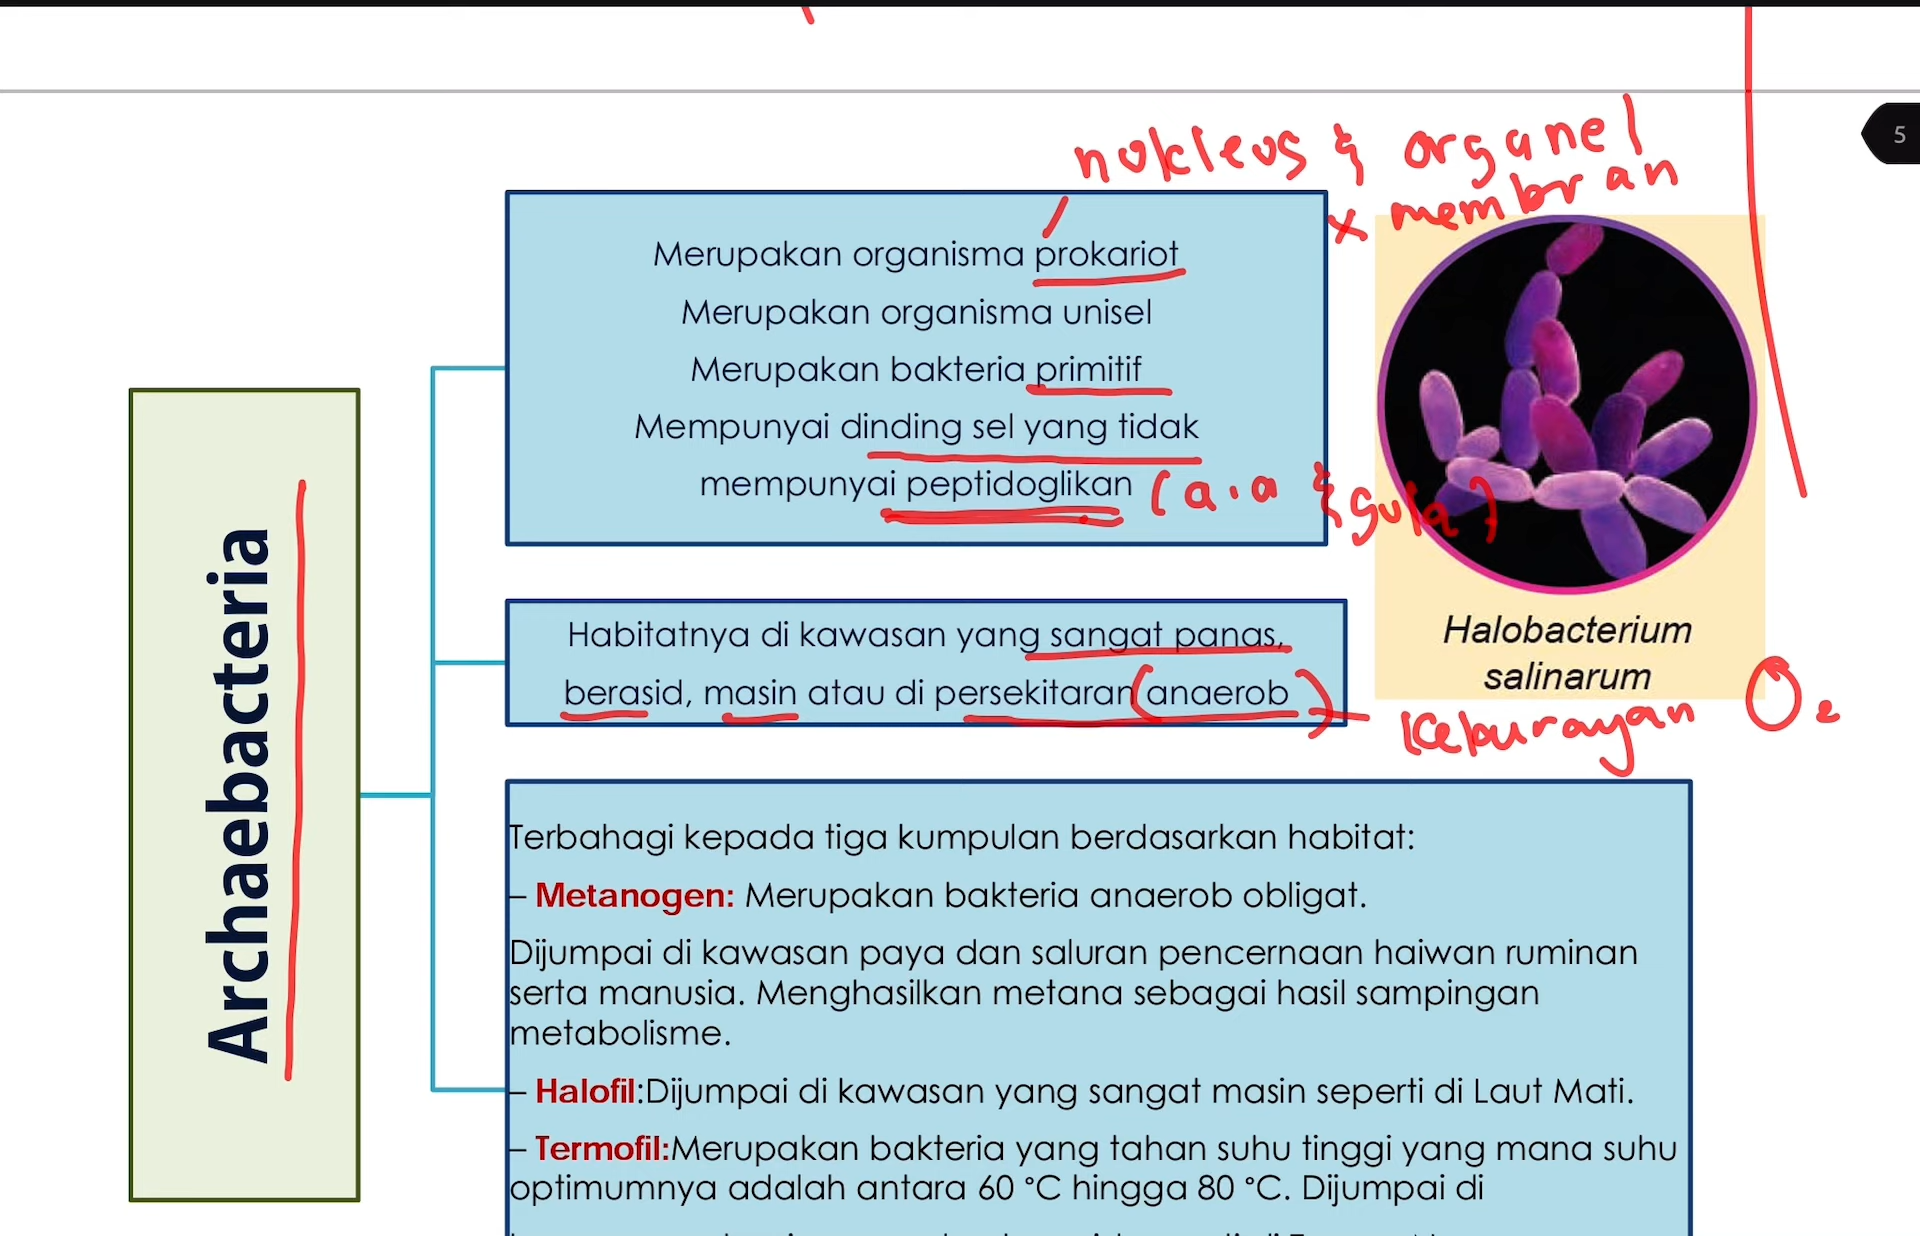 5
nukleus & organel
x membran
Merupakan organisma prokariot
Merupakan organisma unisel
Merupakan bakteria primitif
Mempunyai dinding sel yang tidak
mempunyai peptidoglikan (a.a & gula)
Halobacterium
salinarum
Archaebacteria
Habitatnya di kawasan yang sangat panas,
berasid, masin atau di persekitaran anaerob
kekurangan O2
Terbahagi kepada tiga kumpulan berdasarkan habitat:
– Metanogen: Merupakan bakteria anaerob obligat.
Dijumpai di kawasan paya dan saluran pencernaan haiwan ruminan
serta manusia. Menghasilkan metana sebagai hasil sampingan
metabolisme.
– Halofil:Dijumpai di kawasan yang sangat masin seperti di Laut Mati.
– Termofil:Merupakan bakteria yang tahan suhu tinggi yang mana suhu
optimumnya adalah antara 60 °C hingga 80 °C. Dijumpai di